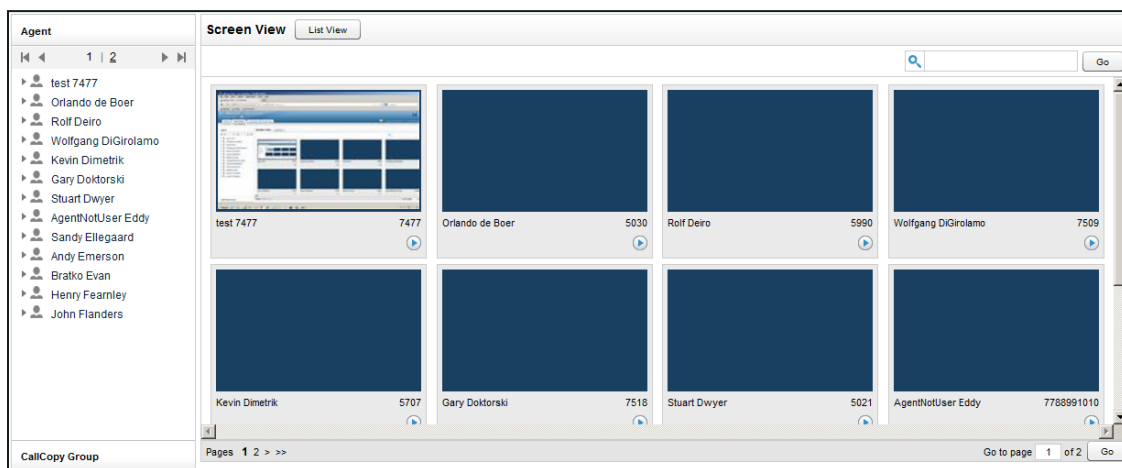 Agent
1 | 2
test 7477
Orlando de Boer
Rolf Deiro
Wolfgang DiGirolamo
Kevin Dimetrik
Gary Doktorski
Stuart Dwyer
AgentNotUser Eddy
Sandy Ellegaard
Andy Emerson
Bratko Evan
Henry Fearnley
John Flanders
CallCopy Group
Screen View List View
Go
test 7477 7477
Orlando de Boer 5030
Rolf Deiro 5990
Wolfgang DiGirolamo 7509
Kevin Dimetrik 5707
Gary Doktorski 7518
Stuart Dwyer 5021
AgentNotUser Eddy 7788991010
Pages 1 2 > >>
Go to page 1 of 2 Go